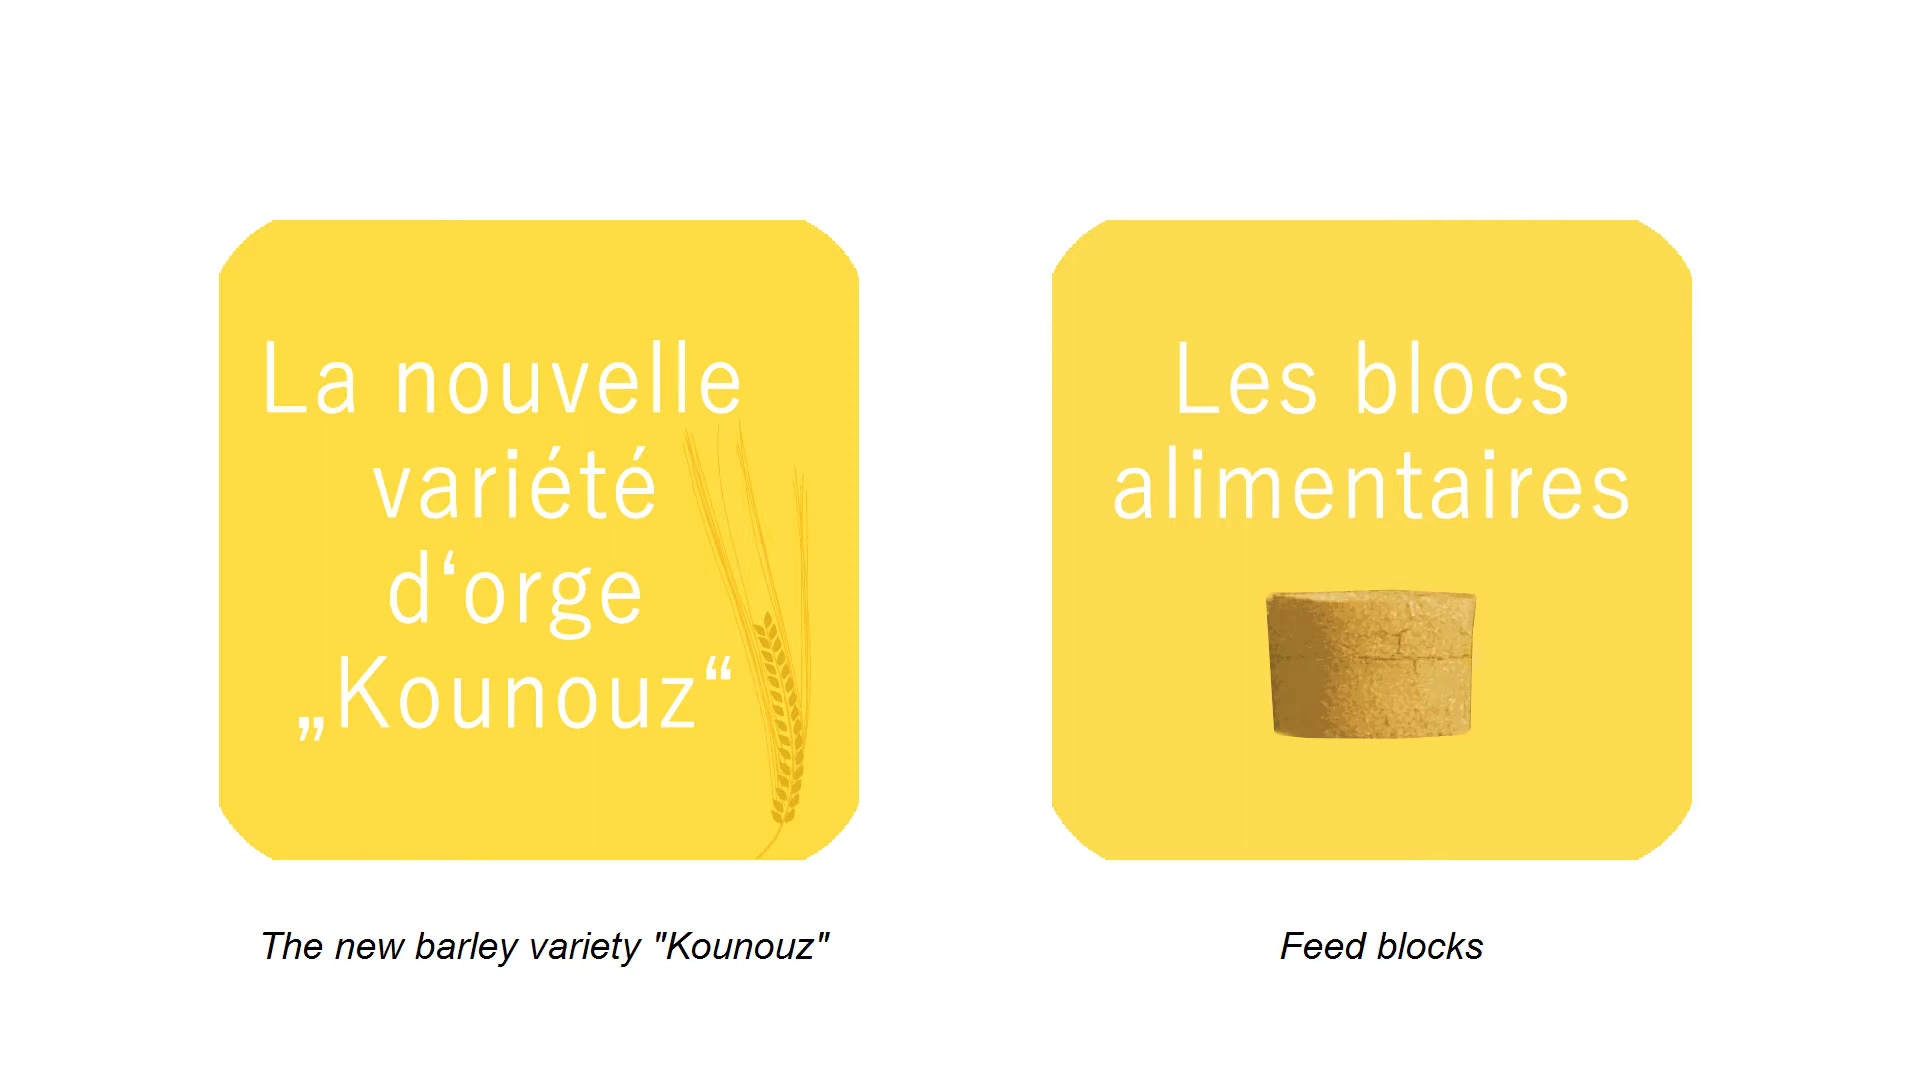 La nouvelle
variété
d‘orge
„Kounouz“
Les blocs
alimentaires
The new barley variety "Kounouz"
Feed blocks